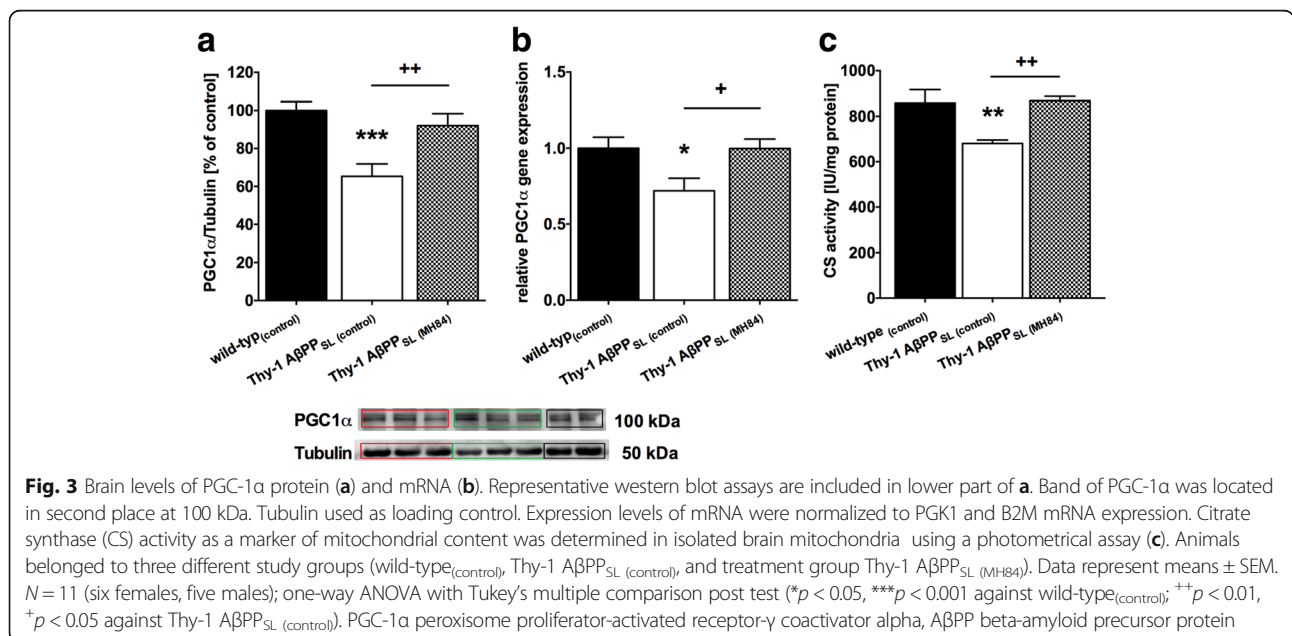 a
b
c
PGC1α/Tubulin [% of control]
120
100
80
60
40
20
0
***
++
wild-typ(control)
Thy-1 AβPPSL (control)
Thy-1 AβPPSL (MH84)
relative PGC1α gene expression
1.5
1.0
0.5
0.0
*
+
wild-typ(control)
Thy-1 AβPPSL (control)
Thy-1 AβPPSL (MH84)
CS activity [IU/mg protein]
1000
800
600
400
200
0
**
++
wild-type (control)
Thy-1 AβPPSL (control)
Thy-1 AβPPSL (MH84)
PGC1α 100 kDa
Tubulin 50 kDa
Fig. 3 Brain levels of PGC-1α protein (a) and mRNA (b). Representative western blot assays are included in lower part of a. Band of PGC-1α was located
in second place at 100 kDa. Tubulin used as loading control. Expression levels of mRNA were normalized to PGK1 and B2M mRNA expression. Citrate
synthase (CS) activity as a marker of mitochondrial content was determined in isolated brain mitochondria using a photometrical assay (c). Animals
belonged to three different study groups (wild-type(control), Thy-1 AβPPSL (control), and treatment group Thy-1 AβPPSL (MH84)). Data represent means ± SEM.
N = 11 (six females, five males); one-way ANOVA with Tukey's multiple comparison post test (*p < 0.05, ***p < 0.001 against wild-type(control); ++p < 0.01,
+p < 0.05 against Thy-1 AβPPSL (control)). PGC-1α peroxisome proliferator-activated receptor-γ coactivator alpha, AβPP beta-amyloid precursor protein